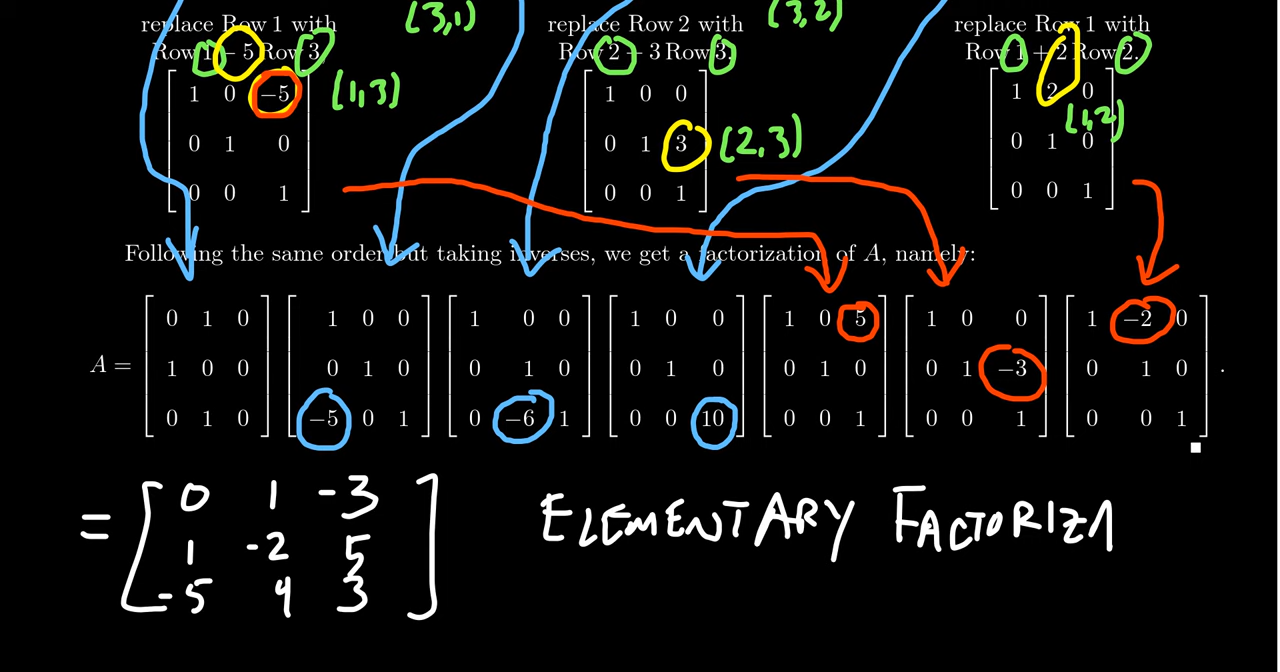 replace Row 1 with replace Row 2 with replace Row 1 with
(3,1) (3,2)
Row 1 − 5 Row 3, Row 2 + 3 Row 3, Row 1 + 2 Row 2.
[ 1 0 −5 ] (1,3) [ 1 0 0 ] [ 1 2 0 ] (1,2)
[ 0 1 0 ] [ 0 1 3 ] (2,3) [ 0 1 0 ]
[ 0 0 1 ] [ 0 0 1 ] [ 0 0 1 ]
Following the same order but taking inverses, we get a factorization of A, namely:
[ 0 1 0 ] [ 1 0 0 ] [ 1 0 0 ] [ 1 0 0 ] [ 1 0 5 ] [ 1 0 0 ] [ 1 −2 0 ]
A = [ 1 0 0 ] [ 0 1 0 ] [ 0 1 0 ] [ 0 1 0 ] [ 0 1 0 ] [ 0 1 −3 ] [ 0 1 0 ] .
[ 0 1 0 ] [ −5 0 1 ] [ 0 −6 1 ] [ 0 0 10 ] [ 0 0 1 ] [ 0 0 1 ] [ 0 0 1 ]
[ 0 1 -3 ] ELEMENTARY FACTORIZA
= [ 1 -2 5 ]
[ -5 4 3 ]